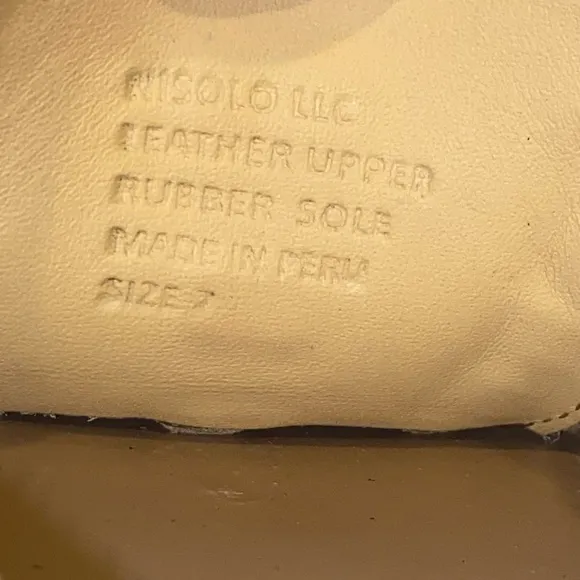 NISOLO LLC
LEATHER UPPER
RUBBER SOLE
MADE IN PERU
SIZE 7